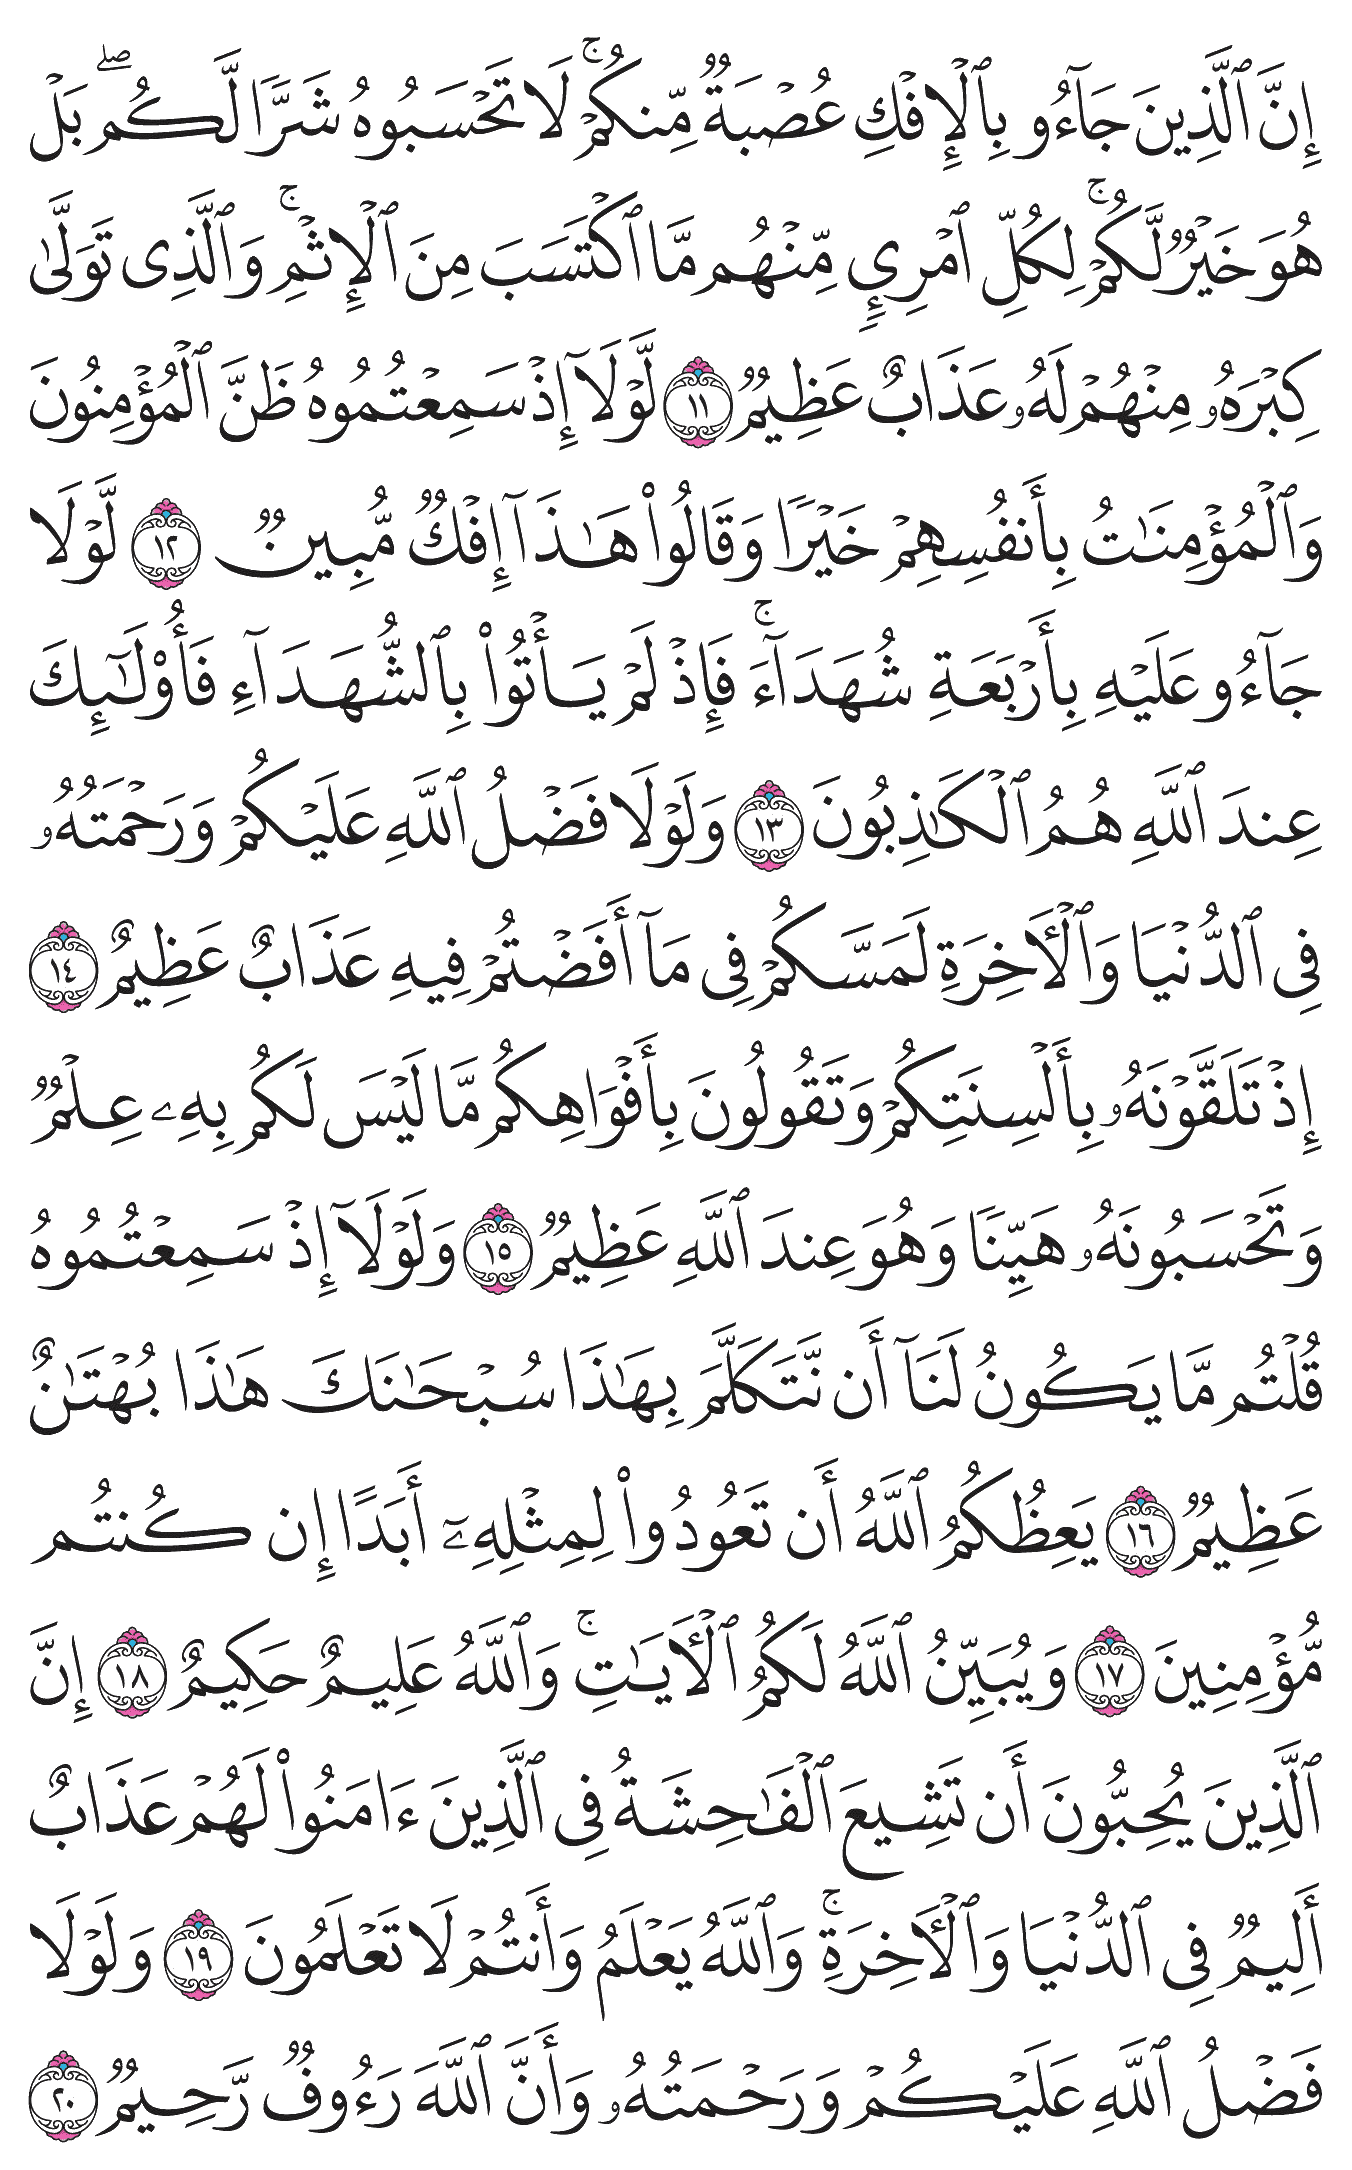 إِنَّ ٱلَّذِينَ جَآءُو بِٱلْإِفْكِ عُصْبَةٌ مِّنكُمْ ۚ لَا تَحْسَبُوهُ شَرًّا لَّكُم ۖ بَلْ
هُوَ خَيْرٌ لَّكُمْ ۚ لِكُلِّ ٱمْرِئٍ مِّنْهُم مَّا ٱكْتَسَبَ مِنَ ٱلْإِثْمِ ۚ وَٱلَّذِى تَوَلَّىٰ
كِبْرَهُۥ مِنْهُمْ لَهُۥ عَذَابٌ عَظِيمٌ ١١ لَّوْلَآ إِذْ سَمِعْتُمُوهُ ظَنَّ ٱلْمُؤْمِنُونَ
وَٱلْمُؤْمِنَٰتُ بِأَنفُسِهِمْ خَيْرًا وَقَالُوا۟ هَٰذَآ إِفْكٌ مُّبِينٌ ١٢ لَّوْلَا
جَآءُو عَلَيْهِ بِأَرْبَعَةِ شُهَدَآءَ ۚ فَإِذْ لَمْ يَأْتُوا۟ بِٱلشُّهَدَآءِ فَأُو۟لَٰٓئِكَ
عِندَ ٱللَّهِ هُمُ ٱلْكَٰذِبُونَ ١٣ وَلَوْلَا فَضْلُ ٱللَّهِ عَلَيْكُمْ وَرَحْمَتُهُۥ
فِى ٱلدُّنْيَا وَٱلْءَاخِرَةِ لَمَسَّكُمْ فِى مَآ أَفَضْتُمْ فِيهِ عَذَابٌ عَظِيمٌ ١٤
إِذْ تَلَقَّوْنَهُۥ بِأَلْسِنَتِكُمْ وَتَقُولُونَ بِأَفْوَاهِكُم مَّا لَيْسَ لَكُم بِهِۦ عِلْمٌ
وَتَحْسَبُونَهُۥ هَيِّنًا وَهُوَ عِندَ ٱللَّهِ عَظِيمٌ ١٥ وَلَوْلَآ إِذْ سَمِعْتُمُوهُ
قُلْتُم مَّا يَكُونُ لَنَآ أَن نَّتَكَلَّمَ بِهَٰذَا سُبْحَٰنَكَ هَٰذَا بُهْتَٰنٌ
عَظِيمٌ ١٦ يَعِظُكُمُ ٱللَّهُ أَن تَعُودُوا۟ لِمِثْلِهِۦٓ أَبَدًا إِن كُنتُم
مُّؤْمِنِينَ ١٧ وَيُبَيِّنُ ٱللَّهُ لَكُمُ ٱلْءَايَٰتِ ۚ وَٱللَّهُ عَلِيمٌ حَكِيمٌ ١٨ إِنَّ
ٱلَّذِينَ يُحِبُّونَ أَن تَشِيعَ ٱلْفَٰحِشَةُ فِى ٱلَّذِينَ ءَامَنُوا۟ لَهُمْ عَذَابٌ
أَلِيمٌ فِى ٱلدُّنْيَا وَٱلْءَاخِرَةِ ۚ وَٱللَّهُ يَعْلَمُ وَأَنتُمْ لَا تَعْلَمُونَ ١٩ وَلَوْلَا
فَضْلُ ٱللَّهِ عَلَيْكُمْ وَرَحْمَتُهُۥ وَأَنَّ ٱللَّهَ رَءُوفٌ رَّحِيمٌ ٢٠